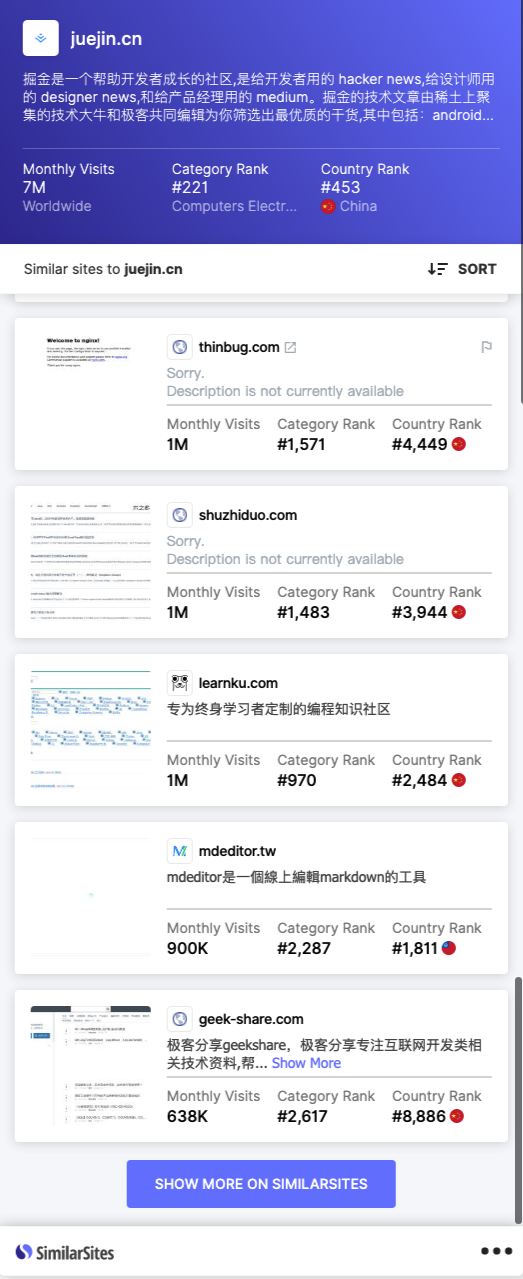 juejin.cn
掘金是一个帮助开发者成长的社区,是给开发者用的 hacker news,给设计师用
的 designer news,和给产品经理用的 medium。掘金的技术文章由稀土上聚
集的技术大牛和极客共同编辑为你筛选出最优质的干货,其中包括：android...
Monthly Visits Category Rank Country Rank
7M #221 #453
Worldwide Computers Electr... China
Similar sites to juejin.cn SORT
Welcome to nginx!
thinbug.com
Sorry.
Description is not currently available
Monthly Visits Category Rank Country Rank
1M #1,571 #4,449
shuzhiduo.com
Sorry.
Description is not currently available
Monthly Visits Category Rank Country Rank
1M #1,483 #3,944
learnku.com
专为终身学习者定制的编程知识社区
Monthly Visits Category Rank Country Rank
1M #970 #2,484
mdeditor.tw
mdeditor是一個線上編輯markdown的工具
Monthly Visits Category Rank Country Rank
900K #2,287 #1,811
geek-share.com
极客分享geekshare，极客分享专注互联网开发类相
关技术资料,帮... Show More
Monthly Visits Category Rank Country Rank
638K #2,617 #8,886
SHOW MORE ON SIMILARSITES
SimilarSites